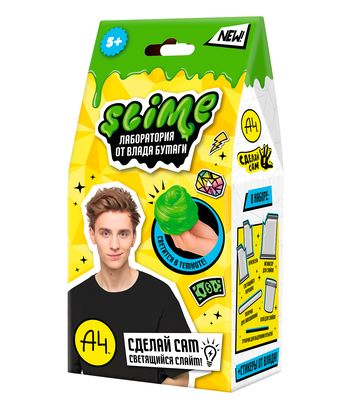 5+
NEW!
Slime
ЛАБОРАТОРИЯ
ОТ ВЛАДА БУМАГИ
СВЕТИТСЯ В ТЕМНОТЕ!
A4
СДЕЛАЙ САМ
СВЕТЯЩИЙСЯ СЛАЙМ!
A4
СДЕЛАЙ
САМ
В НАБОРЕ:
+СТИКЕРЫ ОТ ВЛАДА!